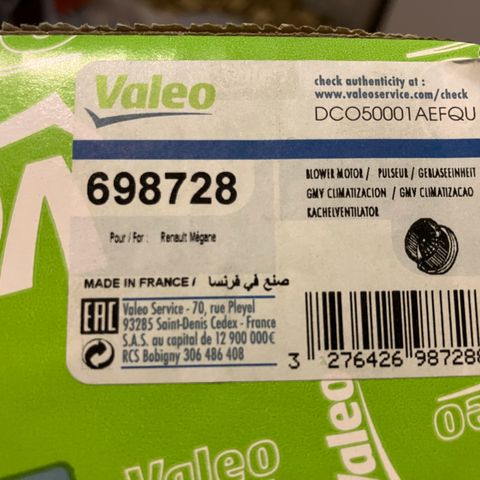 Valeo
check authenticity at :
www.valeoservice.com/check
DCO50001AEFQU
698728
BLOWER MOTOR / PULSEUR / GEBLASEEINHEIT
GMV CLIMATIZACION / GMV CLIMATIZACAO
KACHELVENTILATOR
Pour / For : Renault Mégane
MADE IN FRANCE / صنع في فرنسا
EAC
Valeo Service - 70, rue Pleyel
93285 Saint-Denis Cedex - France
S.A.S. au capital de 12 900 000€
RCS Bobigny 306 486 408
3 276426 987288
Valeo
Valeo